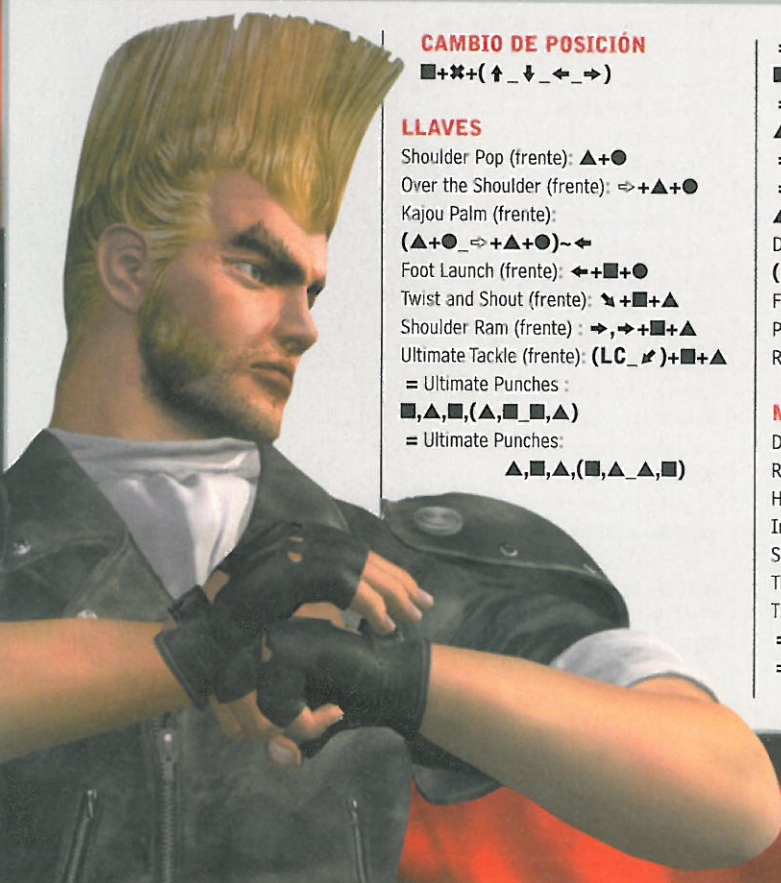 CAMBIO DE POSICIÓN
■+✖+(⬆_⬇_⬅_➡)
LLAVES
Shoulder Pop (frente): ▲+●
Over the Shoulder (frente): ⇨+▲+●
Kajou Palm (frente):
(▲+●_⇨+▲+●)~⬅
Foot Launch (frente): ⬅+■+●
Twist and Shout (frente): ⬊+■+▲
Shoulder Ram (frente) : ➡,➡+■+▲
Ultimate Tackle (frente): (LC_⬋)+■+▲
= Ultimate Punches :
■,▲,■,(▲,■_■,▲)
= Ultimate Punches:
▲,■,▲,(■,▲_▲,■)